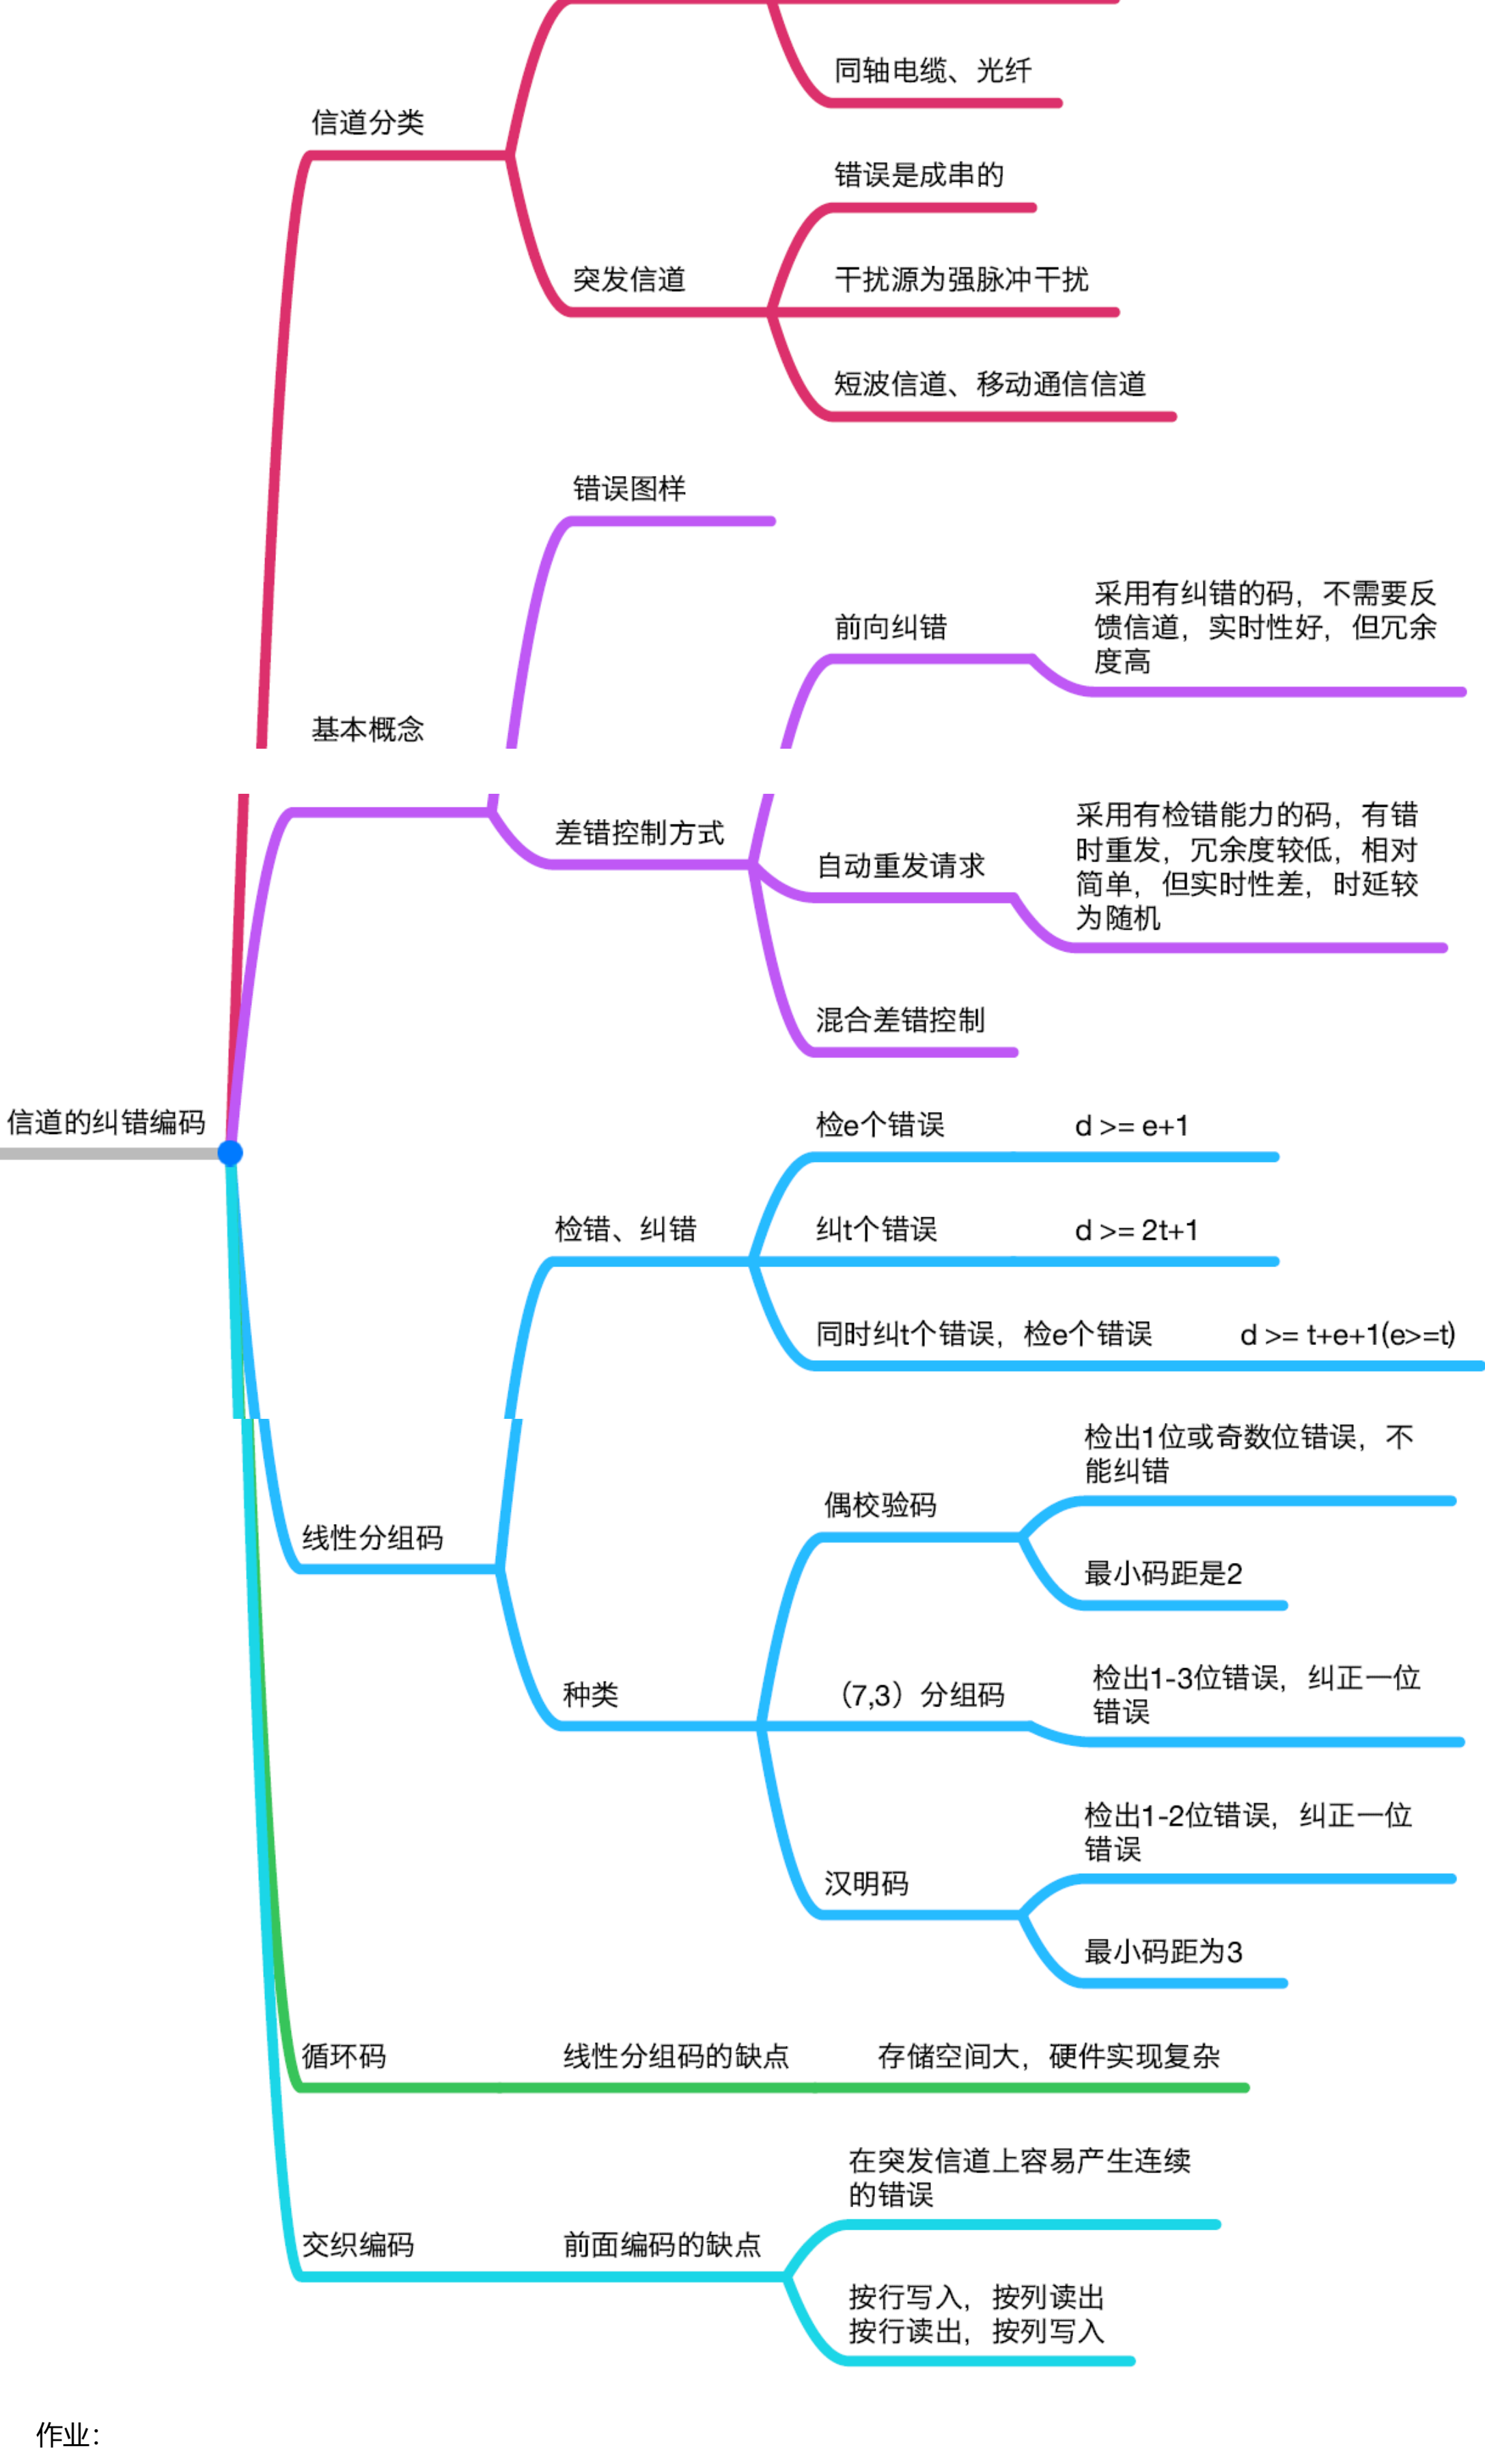 同轴电缆、光纤
信道分类
错误是成串的
突发信道
干扰源为强脉冲干扰
短波信道、移动通信信道
错误图样
采用有纠错的码，不需要反
馈信道，实时性好，但冗余
度高
前向纠错
基本概念
差错控制方式
采用有检错能力的码，有错
时重发，冗余度较低，相对
简单，但实时性差，时延较
为随机
自动重发请求
混合差错控制
信道的纠错编码
检e个错误 d >= e+1
检错、纠错
纠t个错误 d >= 2t+1
同时纠t个错误，检e个错误 d >= t+e+1(e>=t)
检出1位或奇数位错误，不
能纠错
偶校验码
线性分组码
最小码距是2
种类
（7,3）分组码
检出1-3位错误，纠正一位
错误
检出1-2位错误，纠正一位
错误
汉明码
最小码距为3
循环码 线性分组码的缺点 存储空间大，硬件实现复杂
在突发信道上容易产生连续
的错误
交织编码 前面编码的缺点
按行写入，按列读出
按行读出，按列写入
作业：